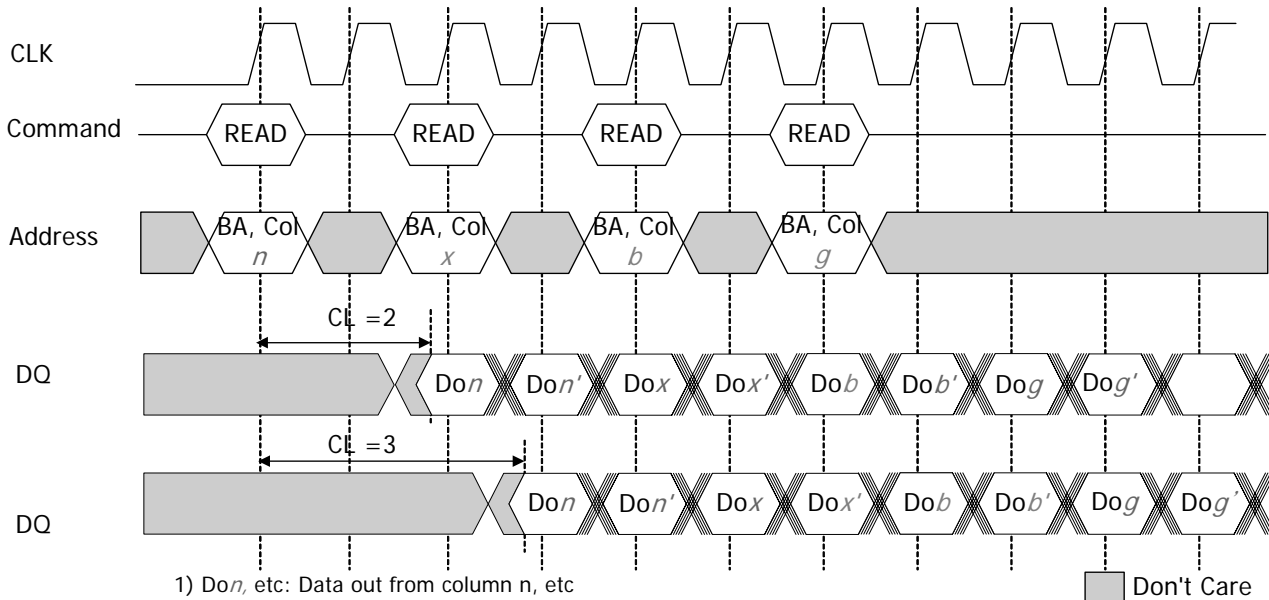 CLK
Command READ READ READ READ
Address BA, Col BA, Col BA, Col BA, Col
n x b g
CL =2
DQ Don Don' Dox Dox' Dob Dob' Dog Dog'
CL =3
DQ Don Don' Dox Dox' Dob Dob' Dog Dog’
1) Don, etc: Data out from column n, etc
Don't Care